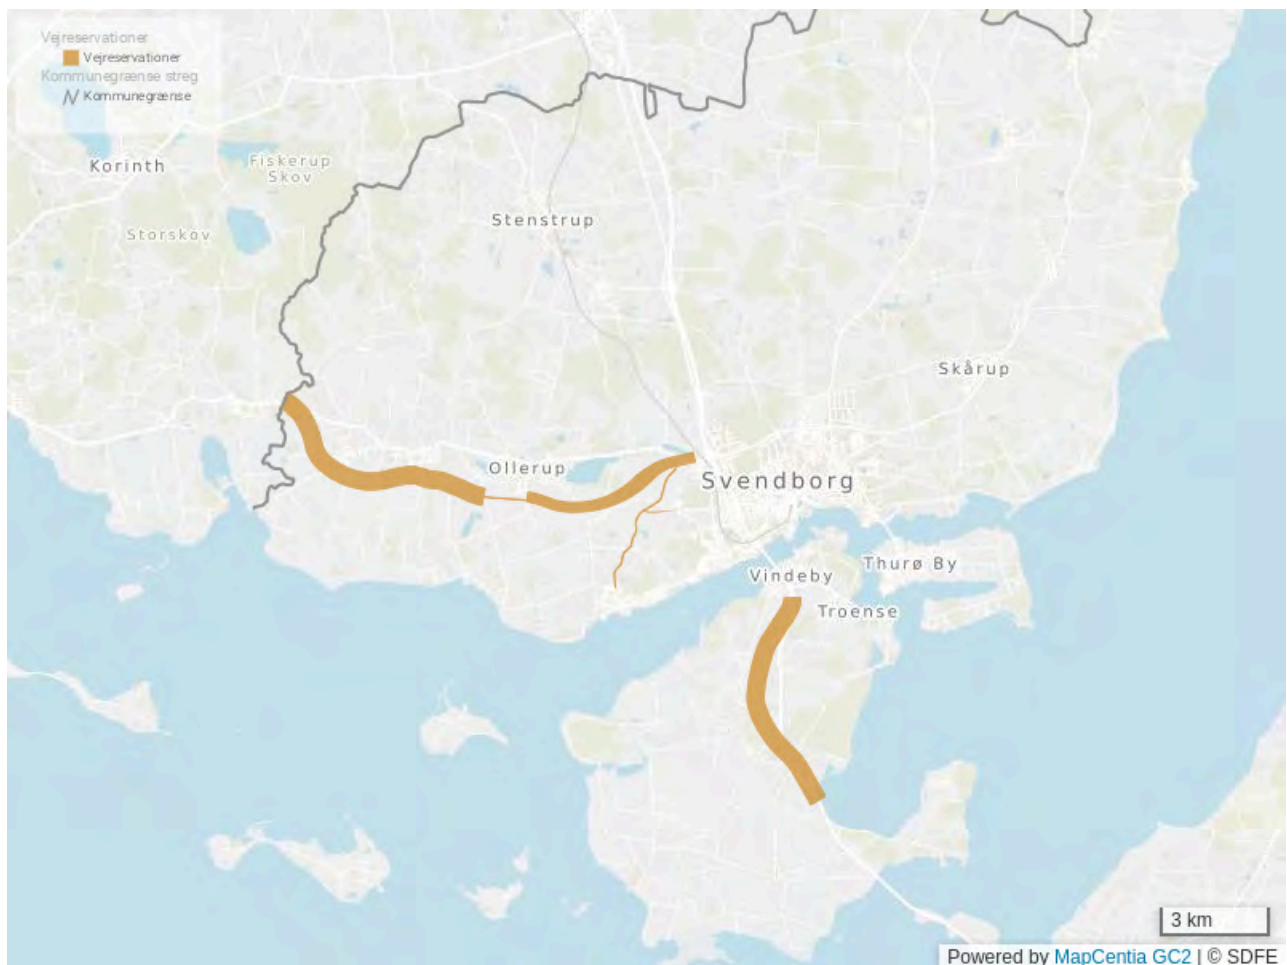 Vejreservationer
Vejreservationer
Kommunegrænse streg
Kommunegrænse
Korinth
Fiskerup
Skov
Storskov
Stenstrup
Skårup
Ollerup
Svendborg
Vindeby
Thurø By
Troense
3 km
Powered by MapCentia GC2 | © SDFE